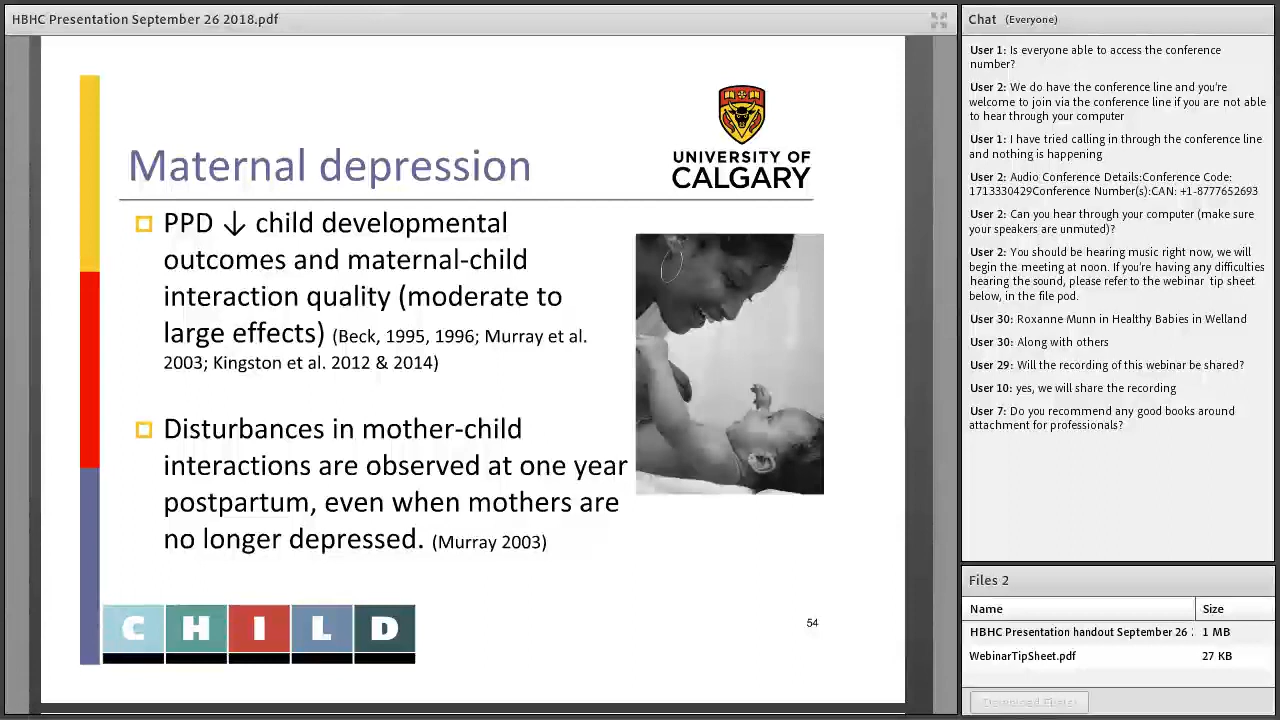 HBHC Presentation September 26 2018.pdf
UNIVERSITY OF
CALGARY
Maternal depression
PPD ↓ child developmental
outcomes and maternal-child
interaction quality (moderate to
large effects) (Beck, 1995, 1996; Murray et al.
2003; Kingston et al. 2012 & 2014)
Disturbances in mother-child
interactions are observed at one year
postpartum, even when mothers are
no longer depressed. (Murray 2003)
C H I L D
54
Chat (Everyone)
User 1: Is everyone able to access the conference
number?
User 2: We do have the conference line and you're
welcome to join via the conference line if you are not able
to hear through your computer
User 1: I have tried calling in through the conference line
and nothing is happening
User 2: Audio Conference Details:Conference Code:
1713330429Conference Number(s):CAN: +1-8777652693
User 2: Can you hear through your computer (make sure
your speakers are unmuted)?
User 2: You should be hearing music right now, we will
begin the meeting at noon. If you're having any difficulties
hearing the sound, please refer to the webinar tip sheet
below, in the file pod.
User 30: Roxanne Munn in Healthy Babies in Welland
User 30: Along with others
User 29: Will the recording of this webinar be shared?
User 10: yes, we will share the recording
User 7: Do you recommend any good books around
attachment for professionals?
Files 2
Name Size
HBHC Presentation handout September 26 1 MB
WebinarTipSheet.pdf 27 KB